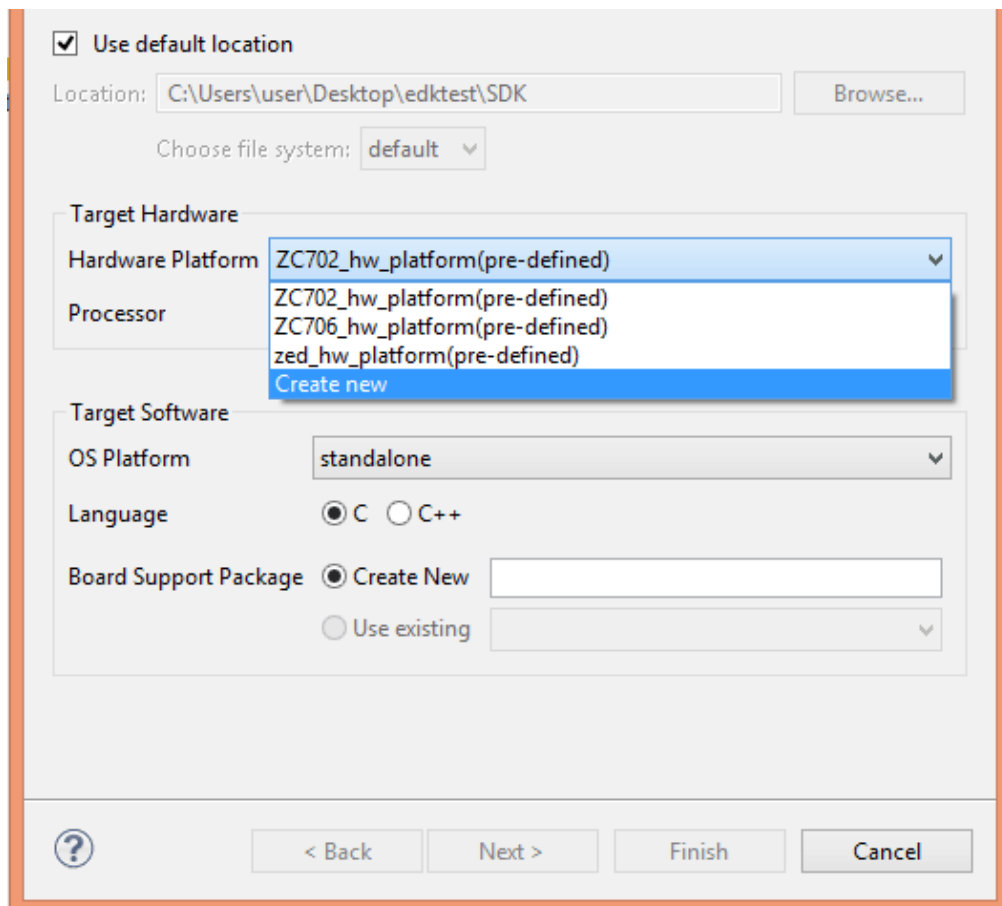 Use default location
Location: C:\Users\user\Desktop\edktest\SDK Browse...
Choose file system: default
Target Hardware
Hardware Platform ZC702_hw_platform(pre-defined)
ZC702_hw_platform(pre-defined)
Processor ZC706_hw_platform(pre-defined)
zed_hw_platform(pre-defined)
Create new
Target Software
OS Platform standalone
Language C C++
Board Support Package Create New
Use existing
? < Back Next > Finish Cancel